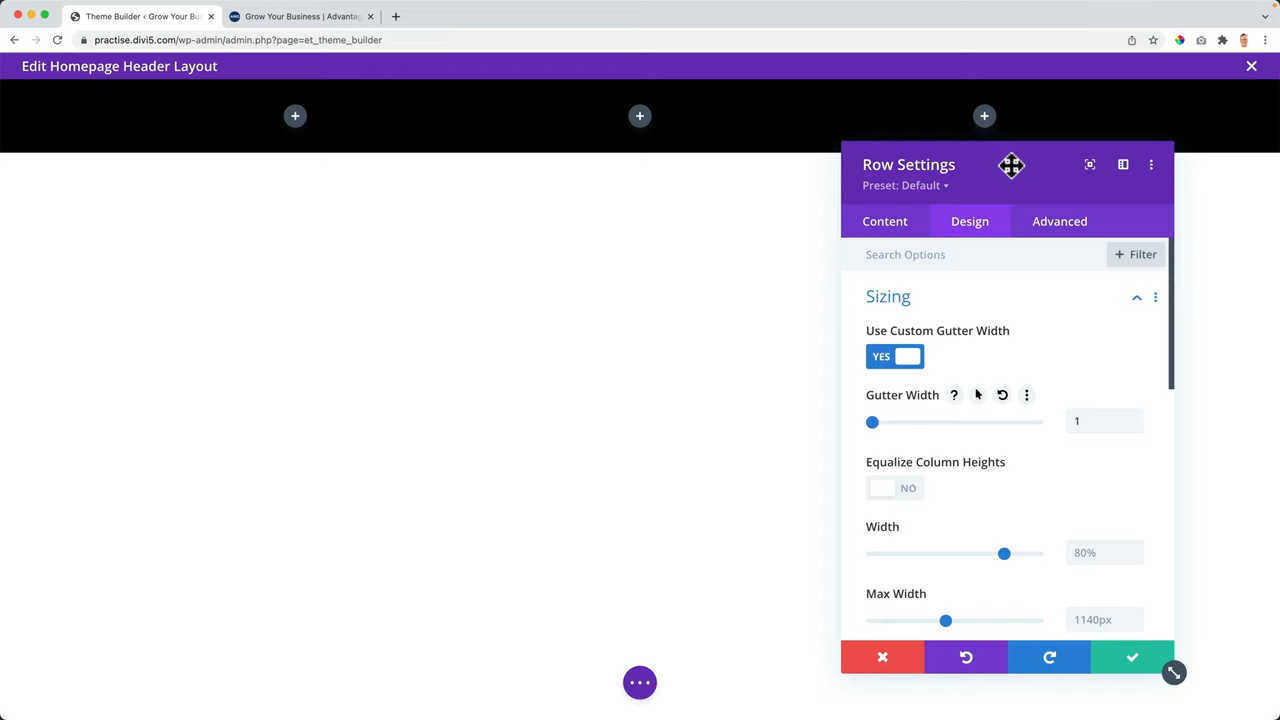 Theme Builder ‹ Grow Your Bu
Grow Your Business | Advantag
practise.divi5.com/wp-admin/admin.php?page=et_theme_builder
Edit Homepage Header Layout
Row Settings
Preset: Default
Content
Design
Advanced
Search Options
+ Filter
Sizing
Use Custom Gutter Width
YES
Gutter Width
1
Equalize Column Heights
NO
Width
80%
Max Width
1140px